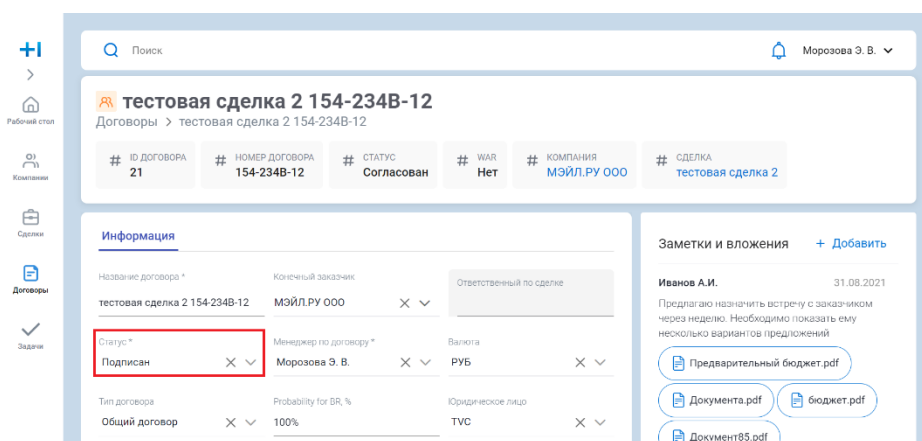 Поиск
Морозова Э. В.
тестовая сделка 2 154-234В-12
Договоры > тестовая сделка 2 154-234В-12
# ID ДОГОВОРА
21
# НОМЕР ДОГОВОРА
154-234В-12
# СТАТУС
Согласован
# WAR
Нет
# КОМПАНИЯ
МЭЙЛ.РУ ООО
# СДЕЛКА
тестовая сделка 2
Рабочий стол
Компании
Сделки
Договоры
Задачи
Информация
Название договора *
тестовая сделка 2 154-234В-12
Конечный заказчик
МЭЙЛ.РУ ООО
Ответственный по сделке
Статус *
Подписан
Менеджер по договору *
Морозова Э. В.
Валюта
РУБ
Тип договора
Общий договор
Probability for BR, %
100%
Юридическое лицо
TVC
Заметки и вложения
+ Добавить
Иванов А.И.
31.08.2021
Предлагаю назначить встречу с заказчиком
через неделю. Необходимо показать ему
несколько вариантов предложений
Предварительный бюджет.pdf
Документа.pdf
бюджет.pdf
Документ85.pdf